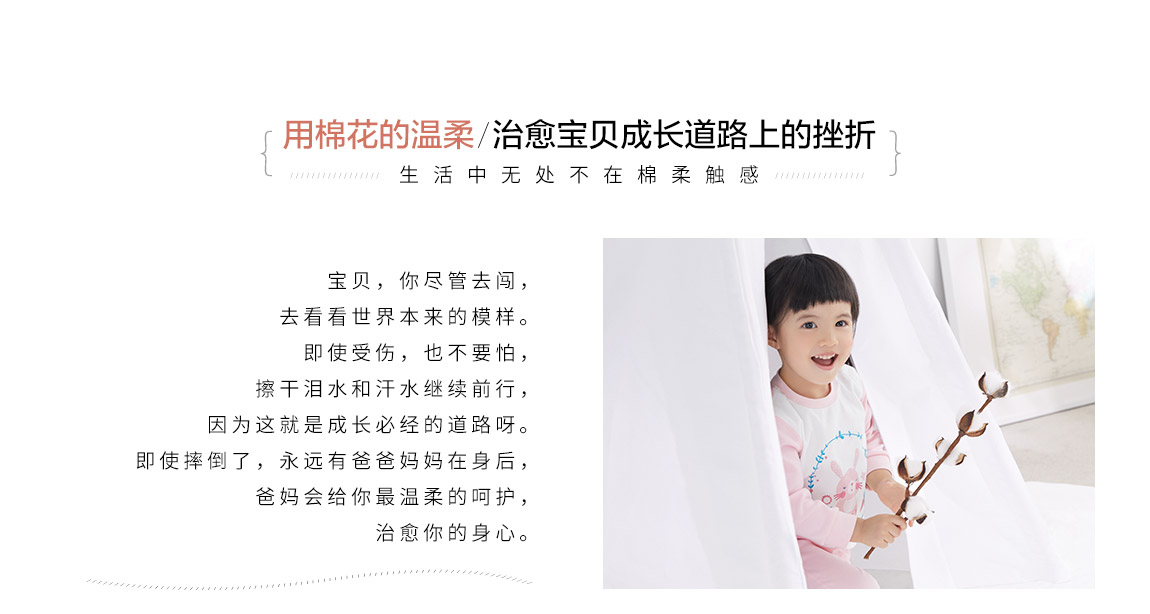 用棉花的温柔/治愈宝贝成长道路上的挫折
生活中无处不在棉柔触感
宝贝，你尽管去闯，
去看看世界本来的模样。
即使受伤，也不要怕，
擦干泪水和汗水继续前行，
因为这就是成长必经的道路呀。
即使摔倒了，永远有爸爸妈妈在身后，
爸妈会给你最温柔的呵护，
治愈你的身心。